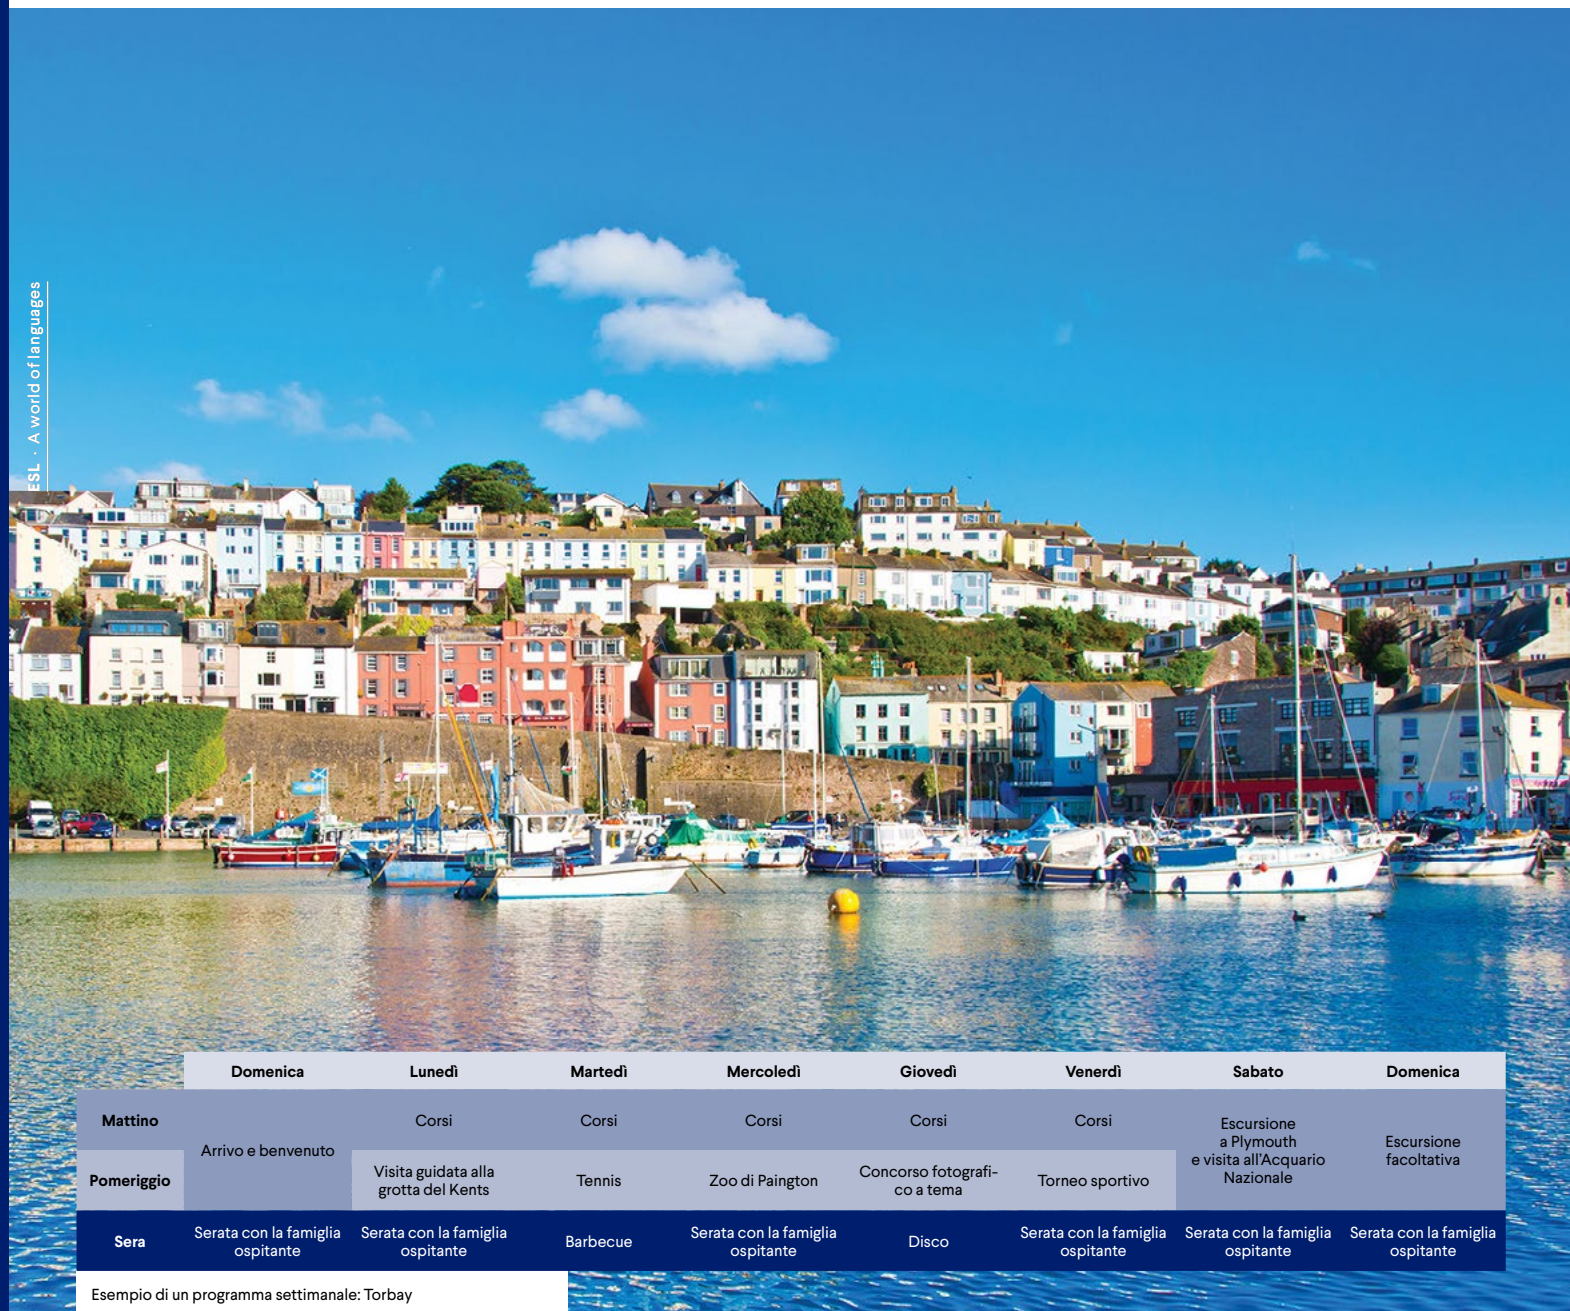 ESL · A world of languages
Domenica Lunedì Martedì Mercoledì Giovedì Venerdì Sabato Domenica
Mattino
Arrivo e benvenuto
Corsi Corsi Corsi Corsi Corsi
Escursione
a Plymouth
e visita all'Acquario
Nazionale
Escursione
facoltativa
Pomeriggio
Visita guidata alla
grotta del Kents
Tennis
Zoo di Paington
Concorso fotografi-
co a tema
Torneo sportivo
Sera
Serata con la famiglia
ospitante
Serata con la famiglia
ospitante
Barbecue
Serata con la famiglia
ospitante
Disco
Serata con la famiglia
ospitante
Serata con la famiglia
ospitante
Serata con la famiglia
ospitante
Esempio di un programma settimanale: Torbay